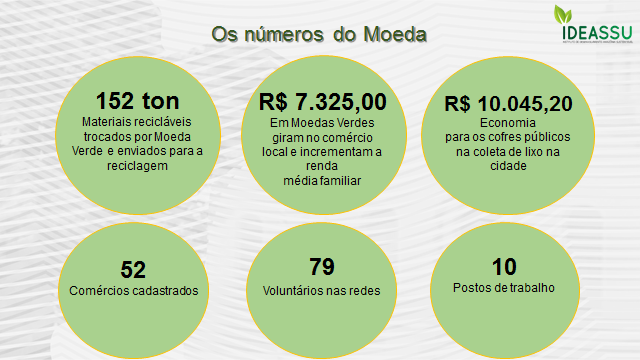 Os números do Moeda
IDEASSU
152 ton
Materiais recicláveis
trocados por Moeda
Verde e enviados para a
reciclagem
R$ 7.325,00
Em Moedas Verdes
giram no comércio
local e incrementam a
renda
média familiar
R$ 10.045,20
Economia
para os cofres públicos
na coleta de lixo na
cidade
52
Comércios cadastrados
79
Voluntários nas redes
10
Postos de trabalho